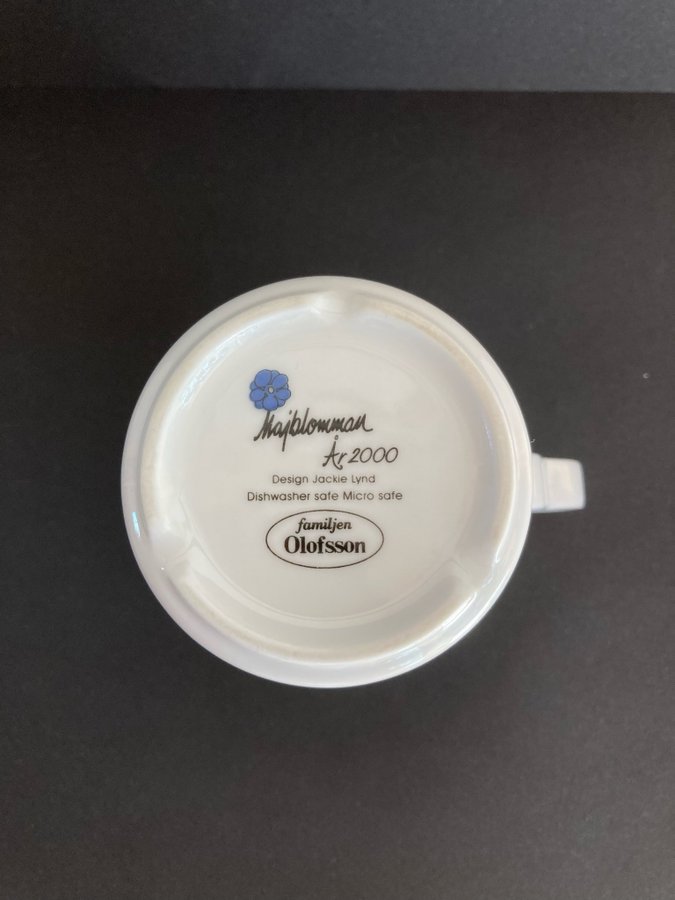 Majblomman
År 2000
Design Jackie Lynd
Dishwasher safe Micro safe
familjen
Olofsson